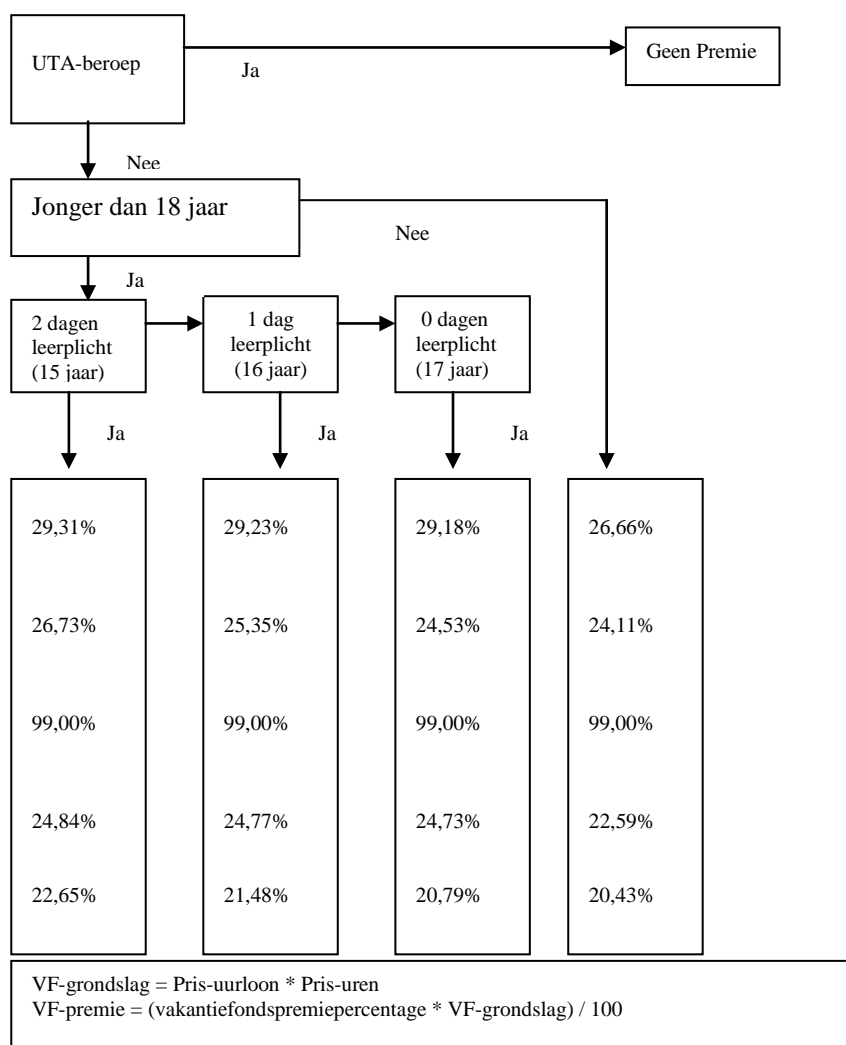 UTA-beroep
Ja
Geen Premie
Nee
Jonger dan 18 jaar
Nee
Ja
2 dagen
leerplicht
(15 jaar)
1 dag
leerplicht
(16 jaar)
0 dagen
leerplicht
(17 jaar)
Ja
Ja
Ja
29,31%
29,23%
29,18%
26,66%
26,73%
25,35%
24,53%
24,11%
99,00%
99,00%
99,00%
99,00%
24,84%
24,77%
24,73%
22,59%
22,65%
21,48%
20,79%
20,43%
VF-grondslag = Pris-uurloon * Pris-uren
VF-premie = (vakantiefondspremiepercentage * VF-grondslag) / 100